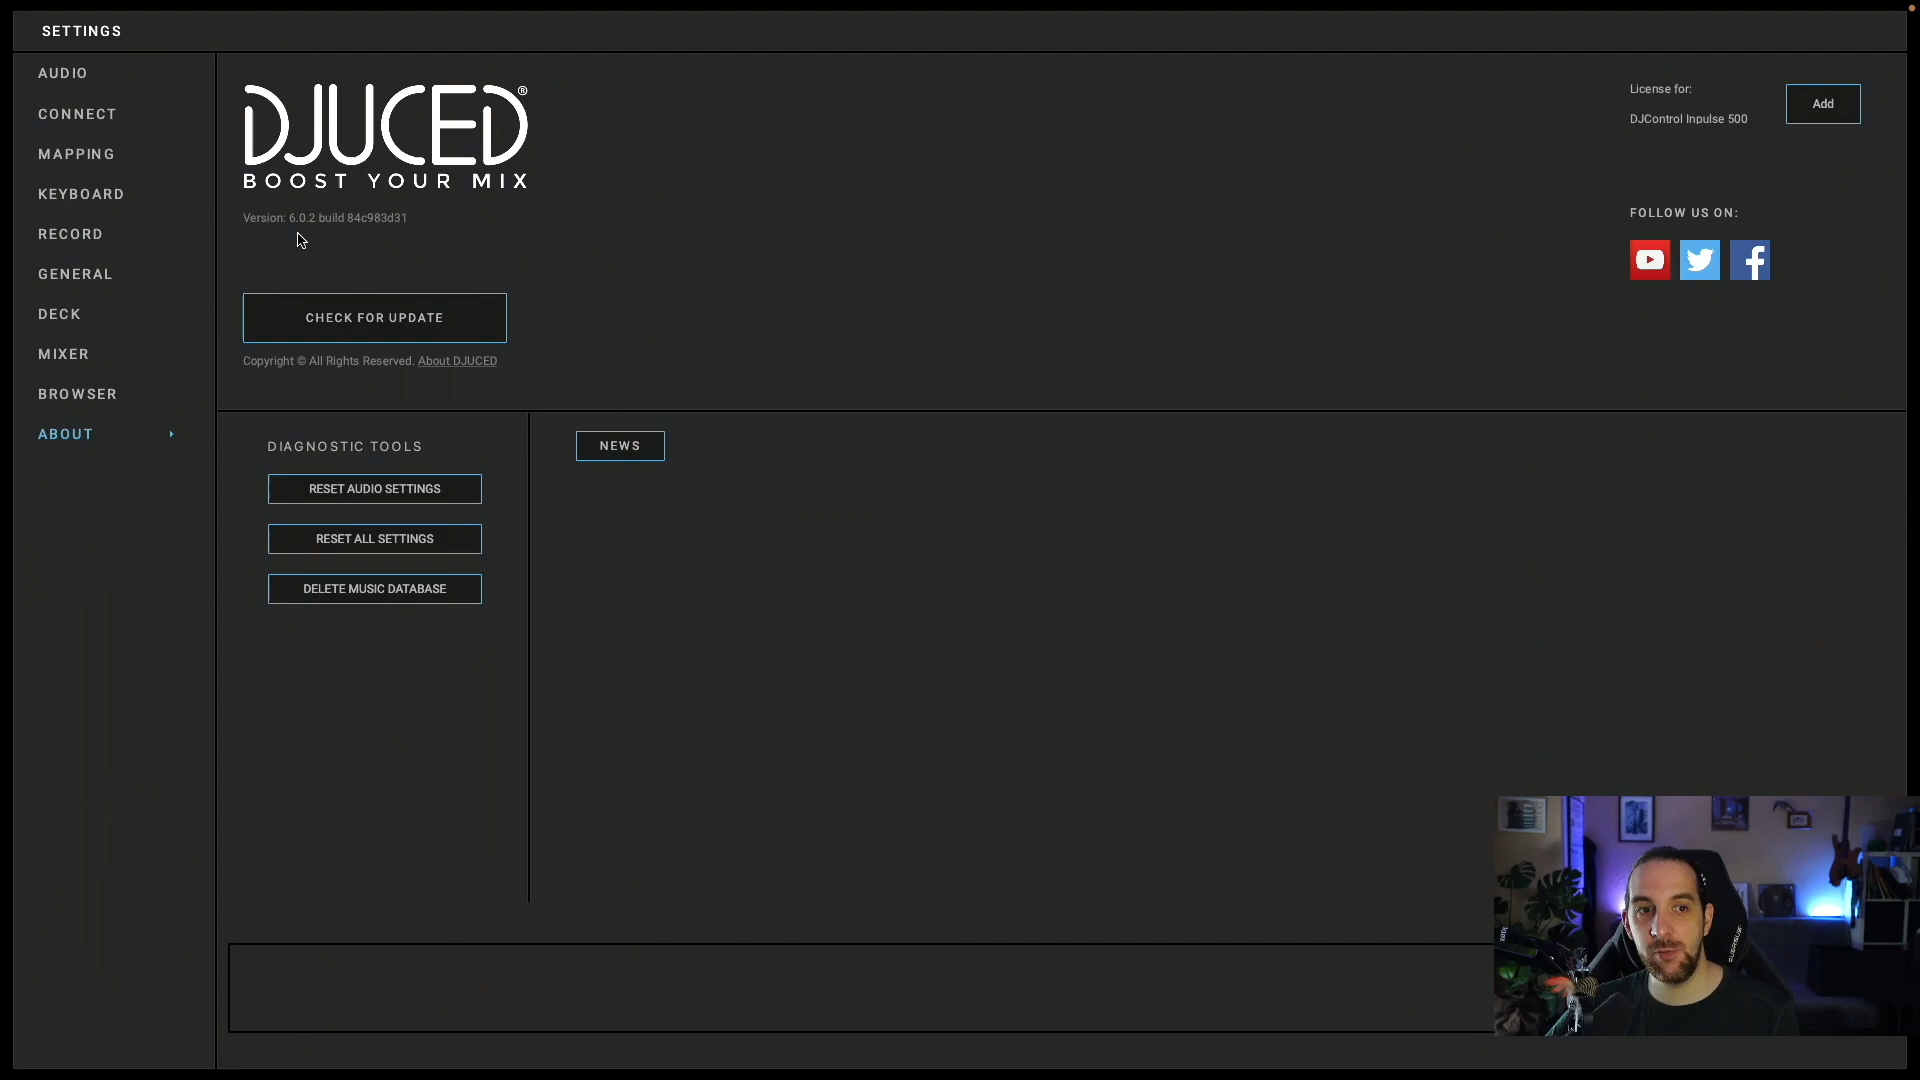 SETTINGS
AUDIO
CONNECT
MAPPING
KEYBOARD
RECORD
GENERAL
DECK
MIXER
BROWSER
ABOUT
DJUCED®
BOOST YOUR MIX
Version: 6.0.2 build 84c983d31
CHECK FOR UPDATE
Copyright © All Rights Reserved. About DJUCED
License for:
DJControl Inpulse 500
Add
FOLLOW US ON:
DIAGNOSTIC TOOLS
RESET AUDIO SETTINGS
RESET ALL SETTINGS
DELETE MUSIC DATABASE
NEWS